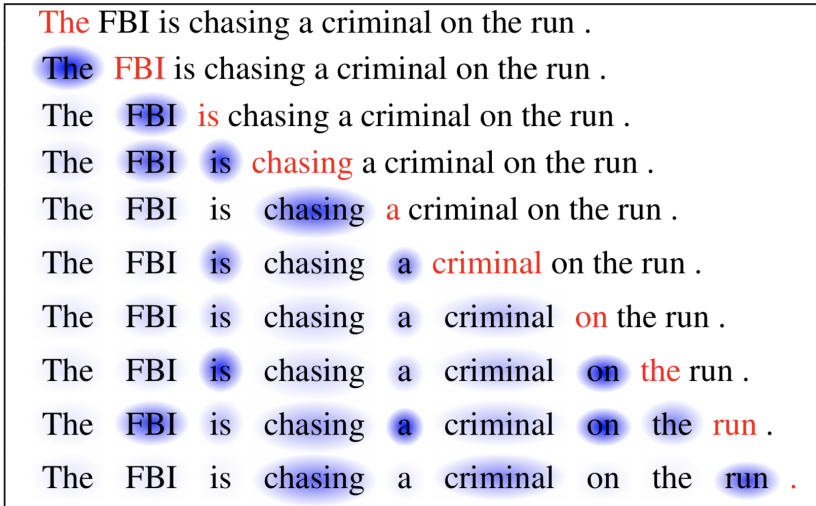 The FBI is chasing a criminal on the run .
The FBI is chasing a criminal on the run .
The FBI is chasing a criminal on the run .
The FBI is chasing a criminal on the run .
The FBI is chasing a criminal on the run .
The FBI is chasing a criminal on the run .
The FBI is chasing a criminal on the run .
The FBI is chasing a criminal on the run .
The FBI is chasing a criminal on the run .
The FBI is chasing a criminal on the run .